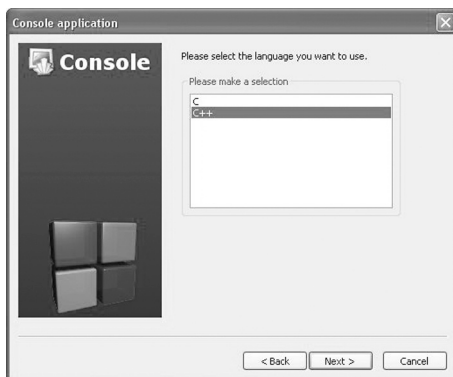 Console application
Console
Please select the language you want to use.
Please make a selection
C
C++
< Back
Next >
Cancel